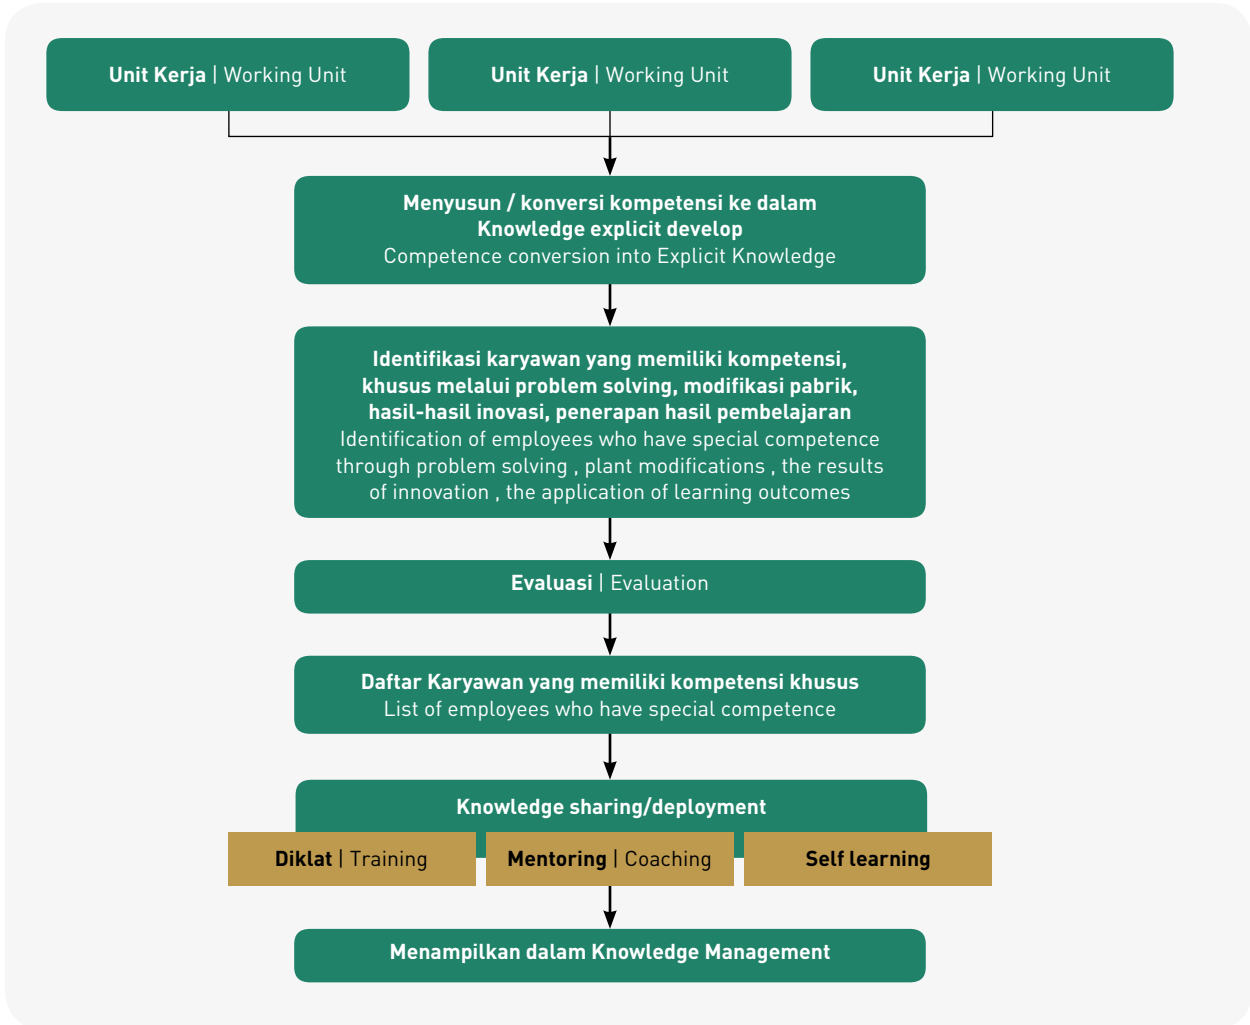 Unit Kerja | Working Unit
Unit Kerja | Working Unit
Unit Kerja | Working Unit
Menyusun / konversi kompetensi ke dalam
Knowledge explicit develop
Competence conversion into Explicit Knowledge
Identifikasi karyawan yang memiliki kompetensi,
khusus melalui problem solving, modifikasi pabrik,
hasil-hasil inovasi, penerapan hasil pembelajaran
Identification of employees who have special competence
through problem solving , plant modifications , the results
of innovation , the application of learning outcomes
Evaluasi | Evaluation
Daftar Karyawan yang memiliki kompetensi khusus
List of employees who have special competence
Knowledge sharing/deployment
Diklat | Training
Mentoring | Coaching
Self learning
Menampilkan dalam Knowledge Management